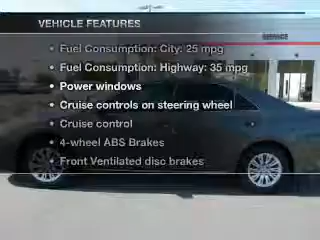 VEHICLE FEATURES
SERVICE
• Fuel Consumption: City: 25 mpg
• Fuel Consumption: Highway: 35 mpg
• Power windows
• Cruise controls on steering wheel
• Cruise control
• 4-wheel ABS Brakes
• Front Ventilated disc brakes